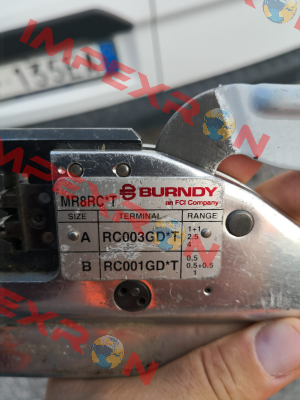 135EA
MR8RC*T BURNDY
an FCI Company
SIZE TERMINAL RANGE
A RC003GD*T 1+1
2.5
4
B RC001GD*T 0.5
0.5+0.5
1
IMPEXRON